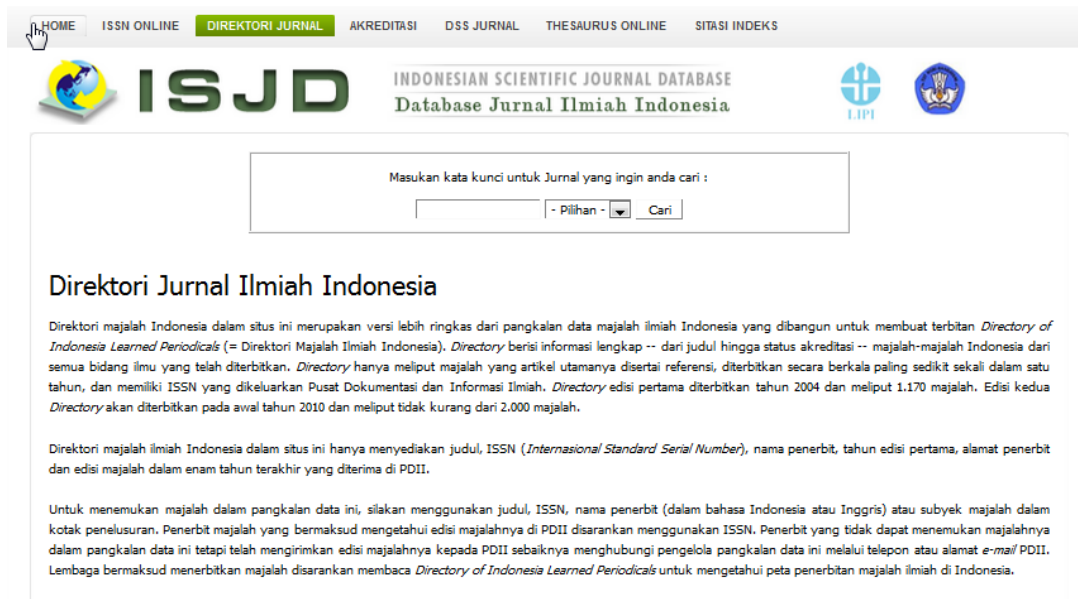 HOME ISSN ONLINE DIREKTORI JURNAL AKREDITASI DSS JURNAL THESAURUS ONLINE SITASI INDEKS
ISJD
INDONESIAN SCIENTIFIC JOURNAL DATABASE
Database Jurnal Ilmiah Indonesia
LIPI
Masukan kata kunci untuk Jurnal yang ingin anda cari :
- Pilihan - Cari
Direktori Jurnal Ilmiah Indonesia
Direktori majalah Indonesia dalam situs ini merupakan versi lebih ringkas dari pangkalan data majalah ilmiah Indonesia yang dibangun untuk membuat terbitan Directory of
Indonesia Learned Periodicals (= Direktori Majalah Ilmiah Indonesia). Directory berisi informasi lengkap -- dari judul hingga status akreditasi -- majalah-majalah Indonesia dari
semua bidang ilmu yang telah diterbitkan. Directory hanya meliput majalah yang artikel utamanya disertai referensi, diterbitkan secara berkala paling sedikit sekali dalam satu
tahun, dan memiliki ISSN yang dikeluarkan Pusat Dokumentasi dan Informasi Ilmiah. Directory edisi pertama diterbitkan tahun 2004 dan meliput 1.170 majalah. Edisi kedua
Directory akan diterbitkan pada awal tahun 2010 dan meliput tidak kurang dari 2.000 majalah.
Direktori majalah ilmiah Indonesia dalam situs ini hanya menyediakan judul, ISSN (Internasional Standard Serial Number), nama penerbit, tahun edisi pertama, alamat penerbit
dan edisi majalah dalam enam tahun terakhir yang diterima di PDII.
Untuk menemukan majalah dalam pangkalan data ini, silakan menggunakan judul, ISSN, nama penerbit (dalam bahasa Indonesia atau Inggris) atau subyek majalah dalam
kotak penelusuran. Penerbit majalah yang bermaksud mengetahui edisi majalahnya di PDII disarankan menggunakan ISSN. Penerbit yang tidak dapat menemukan majalahnya
dalam pangkalan data ini tetapi telah mengirimkan edisi majalahnya kepada PDII sebaiknya menghubungi pengelola pangkalan data ini melalui telepon atau alamat e-mail PDII.
Lembaga bermaksud menerbitkan majalah disarankan membaca Directory of Indonesia Learned Periodicals untuk mengetahui peta penerbitan majalah ilmiah di Indonesia.